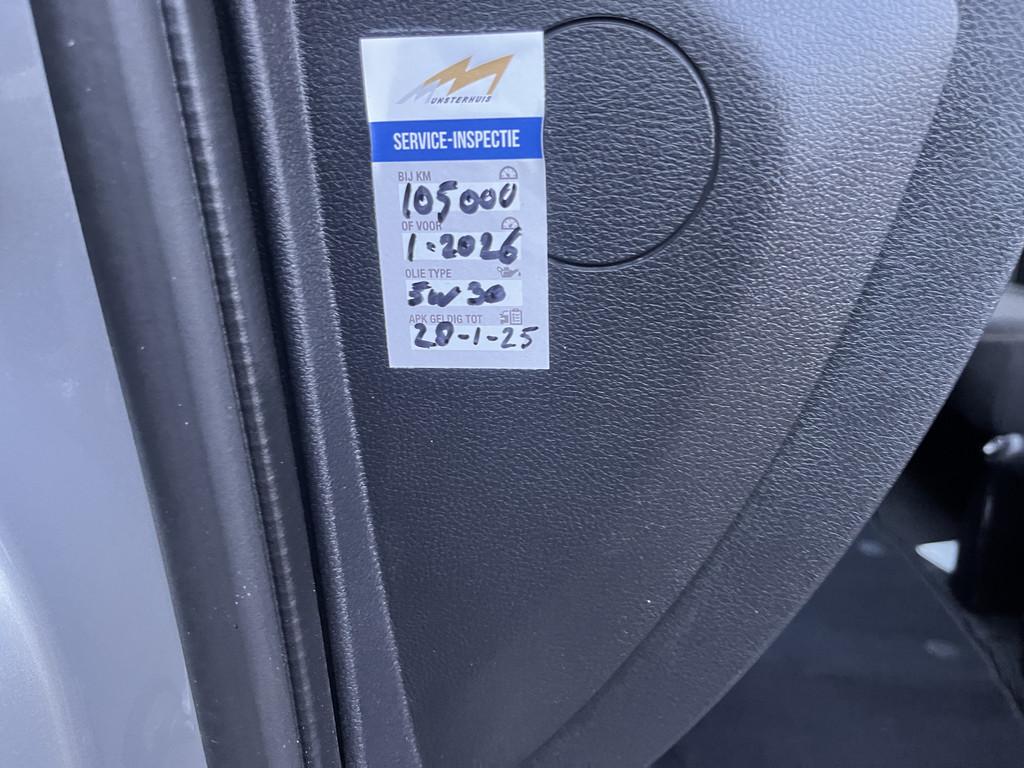 MUNSTERHUIS
SERVICE-INSPECTIE
BIJ KM
105000
OF VOOR
1-2026
OLIE TYPE
5W30
APK GELDIG TOT
28-1-25